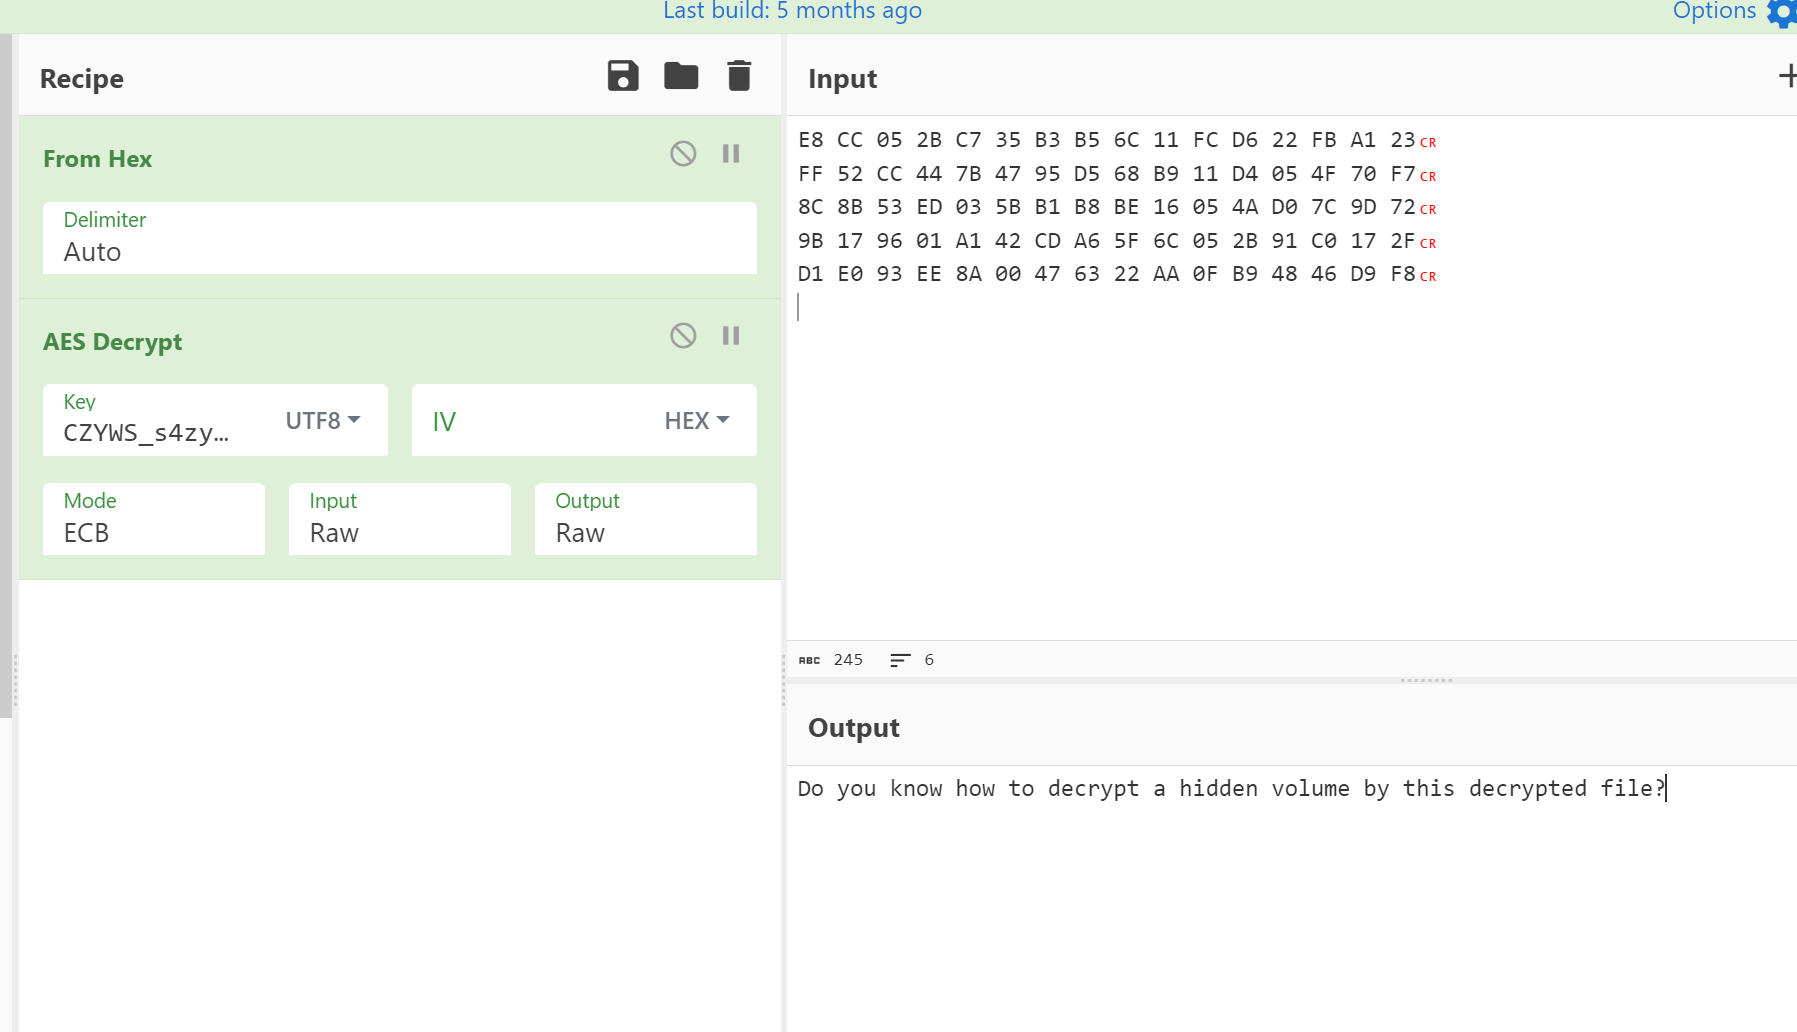 Last build: 5 months ago
Options
Recipe
From Hex
Delimiter
Auto
AES Decrypt
Key
CZYWS_s4zy...
UTF8
IV
HEX
Mode
ECB
Input
Raw
Output
Raw
Input
E8 CC 05 2B C7 35 B3 B5 6C 11 FC D6 22 FB A1 23 CR
FF 52 CC 44 7B 47 95 D5 68 B9 11 D4 05 4F 70 F7 CR
8C 8B 53 ED 03 5B B1 B8 BE 16 05 4A D0 7C 9D 72 CR
9B 17 96 01 A1 42 CD A6 5F 6C 05 2B 91 C0 17 2F CR
D1 E0 93 EE 8A 00 47 63 22 AA 0F B9 48 46 D9 F8 CR
ABC 245 6
Output
Do you know how to decrypt a hidden volume by this decrypted file?